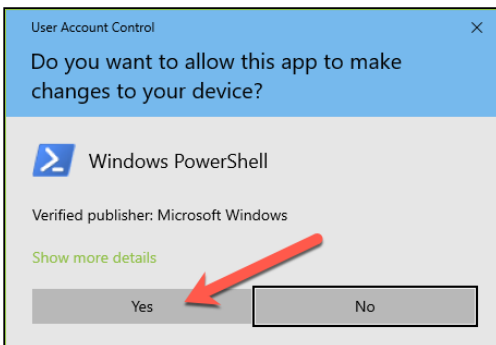 User Account Control
Do you want to allow this app to make
changes to your device?
Windows PowerShell
Verified publisher: Microsoft Windows
Show more details
Yes
No